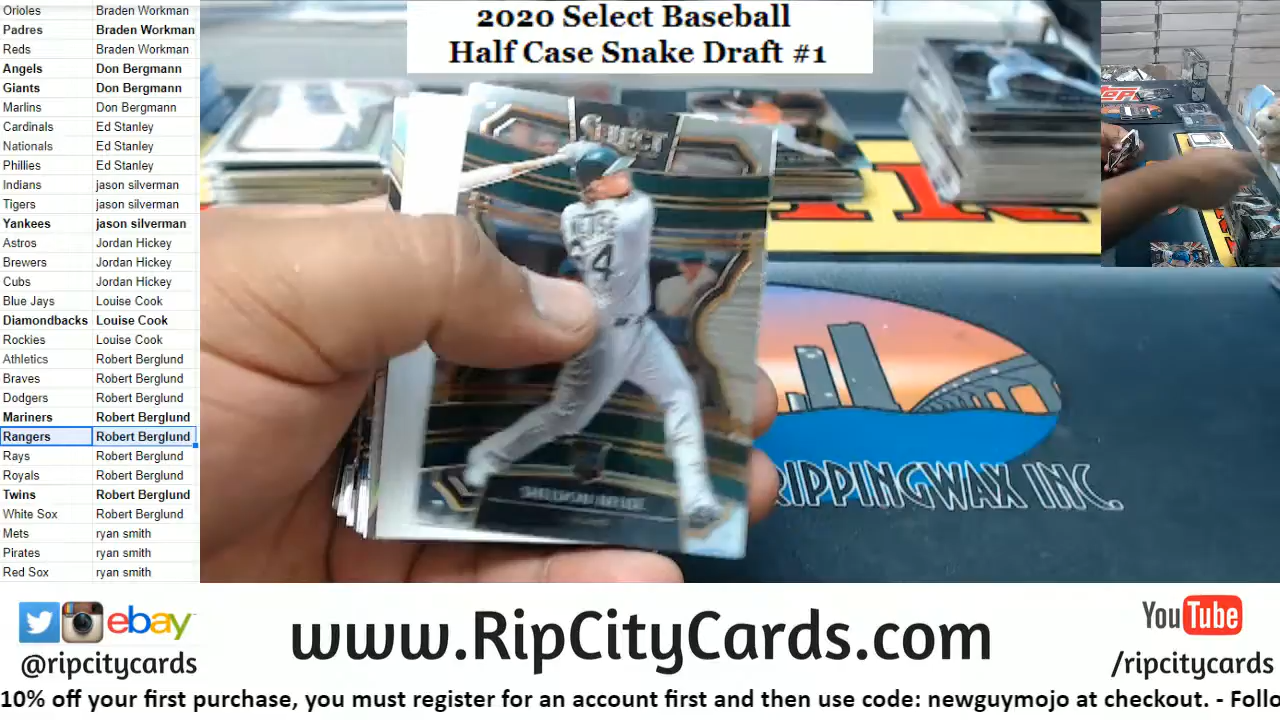 2020 Select Baseball
Half Case Snake Draft #1
Orioles Braden Workman
Padres Braden Workman
Reds Braden Workman
Angels Don Bergmann
Giants Don Bergmann
Marlins Don Bergmann
Cardinals Ed Stanley
Nationals Ed Stanley
Phillies Ed Stanley
Indians jason silverman
Tigers jason silverman
Yankees jason silverman
Astros Jordan Hickey
Brewers Jordan Hickey
Cubs Jordan Hickey
Blue Jays Louise Cook
Diamondbacks Louise Cook
Rockies Louise Cook
Athletics Robert Berglund
Braves Robert Berglund
Dodgers Robert Berglund
Mariners Robert Berglund
Rangers Robert Berglund
Rays Robert Berglund
Royals Robert Berglund
Twins Robert Berglund
White Sox Robert Berglund
Mets ryan smith
Pirates ryan smith
Red Sox ryan smith
SELECT
RIPPINGWAX INC.
ebay
@ripcitycards
www.RipCityCards.com
YouTube
/ripcitycards
10% off your first purchase, you must register for an account first and then use code: newguymojo at checkout. - Follo